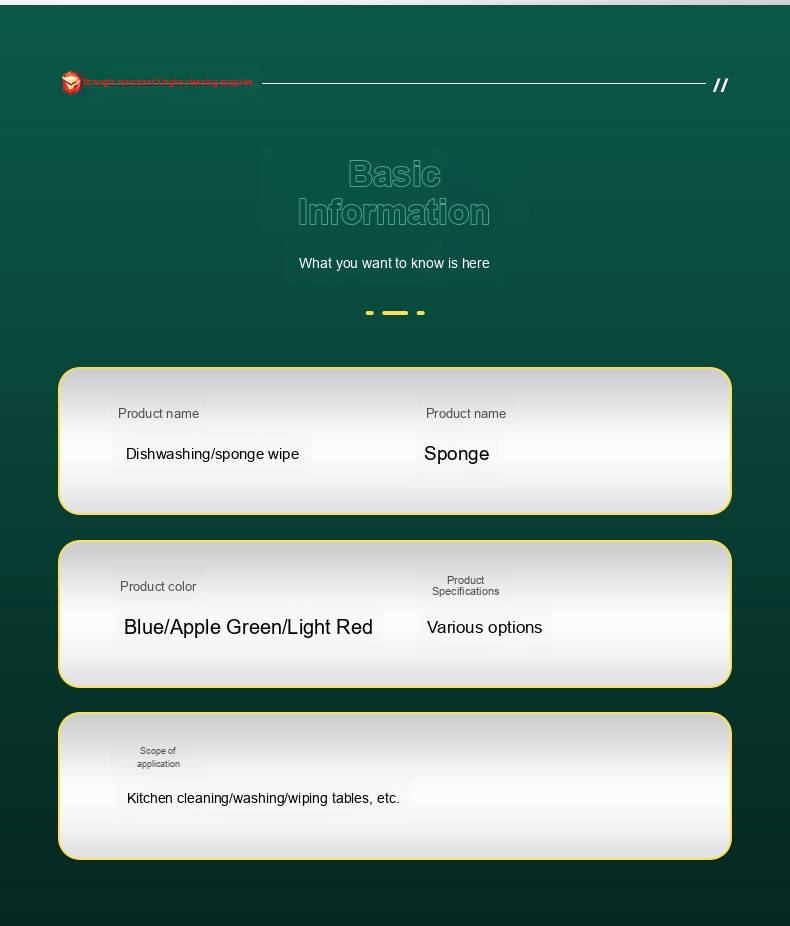 Strength merchant Xinghe cleaning supplies
//
Basic
Information
What you want to know is here
Product name
Product name
Dishwashing/sponge wipe
Sponge
Product color
Product
Specifications
Blue/Apple Green/Light Red
Various options
Scope of
application
Kitchen cleaning/washing/wiping tables, etc.